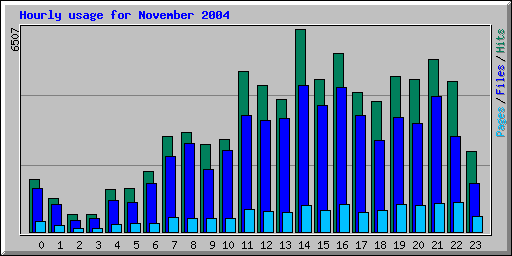 Hourly usage for November 2004
6507
Pages/Files/Hits
0 1 2 3 4 5 6 7 8 9 10 11 12 13 14 15 16 17 18 19 20 21 22 23